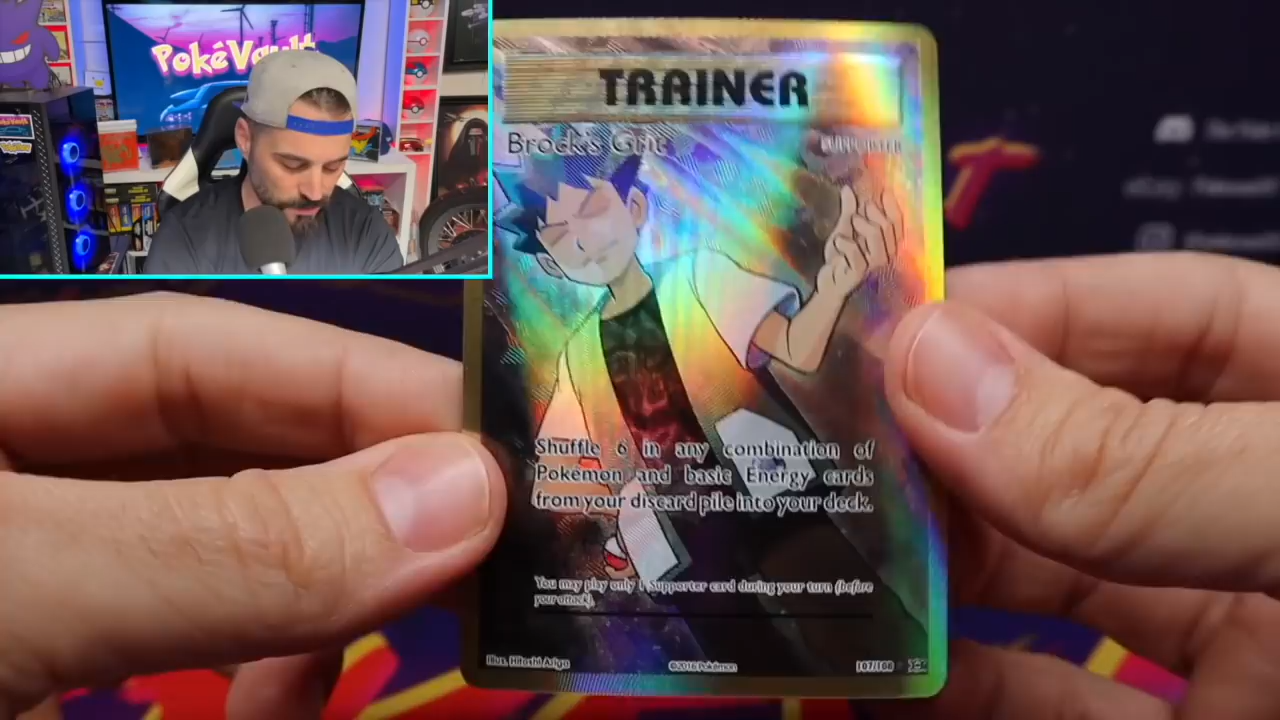 PokéVault
TRAINER
Brock's Grit
SUPPORTER
Shuffle 6 in any combination of
Pokémon and basic Energy cards
from your discard pile into your deck.
You may play only 1 Supporter card during your turn (before
your attack).
Illus. Hitoshi Ariga
©2016 Pokémon
107/108